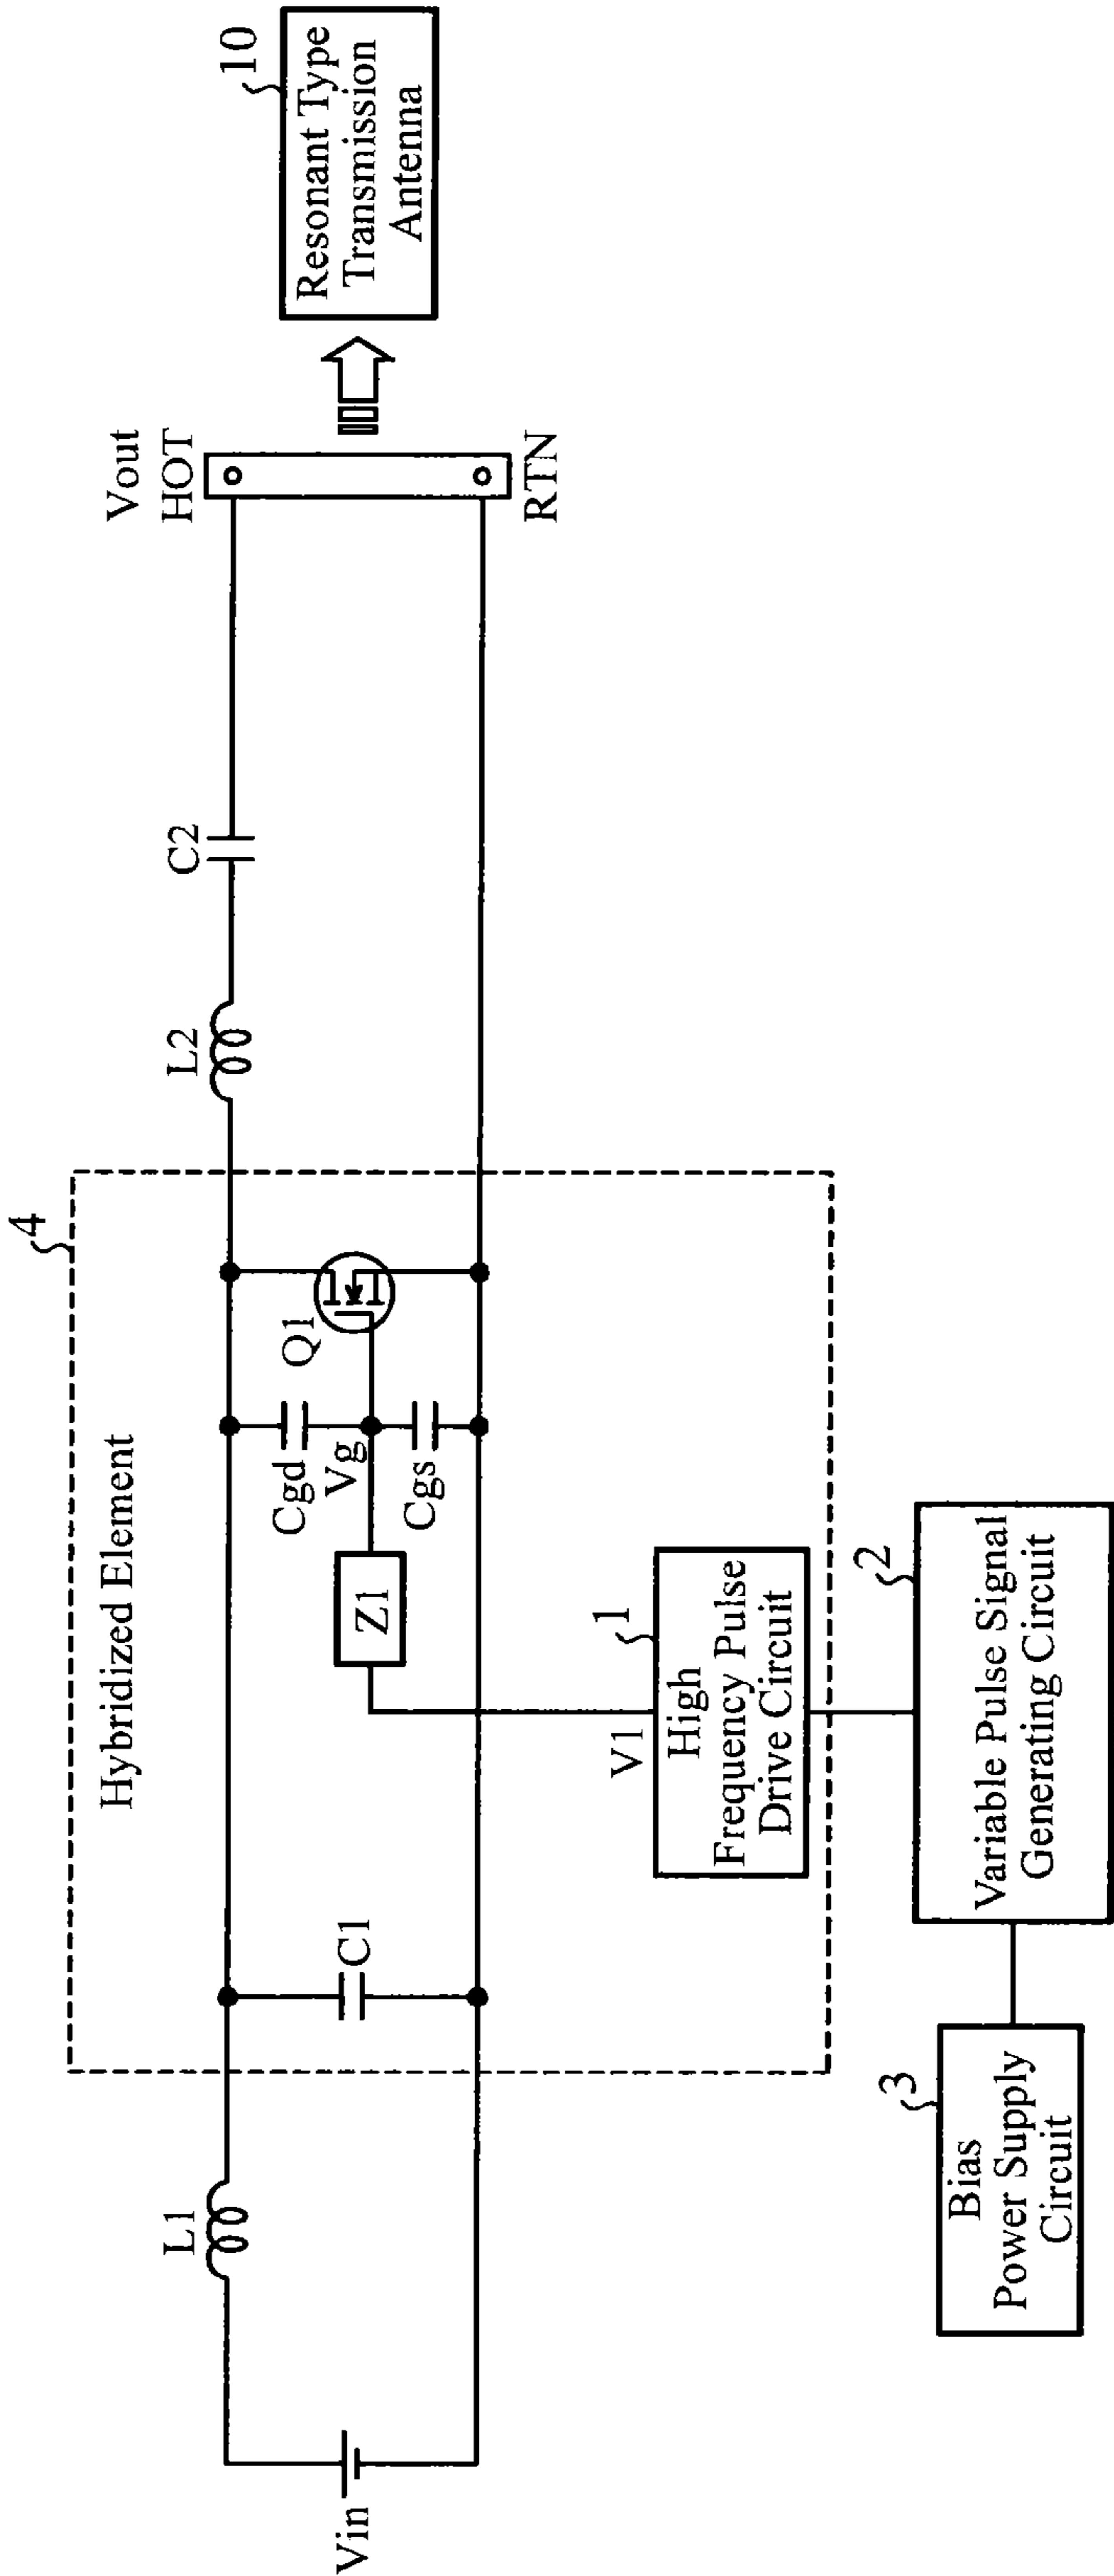 4
Hybridized Element
Vin
L1
C1
Z1
Cgd
Vg
Cgs
Q1
L2
C2
Vout
HOT
RTN
10
Resonant Type
Transmission
Antenna
V1
1
High
Frequency Pulse
Drive Circuit
2
Variable Pulse Signal
Generating Circuit
3
Bias
Power Supply
Circuit